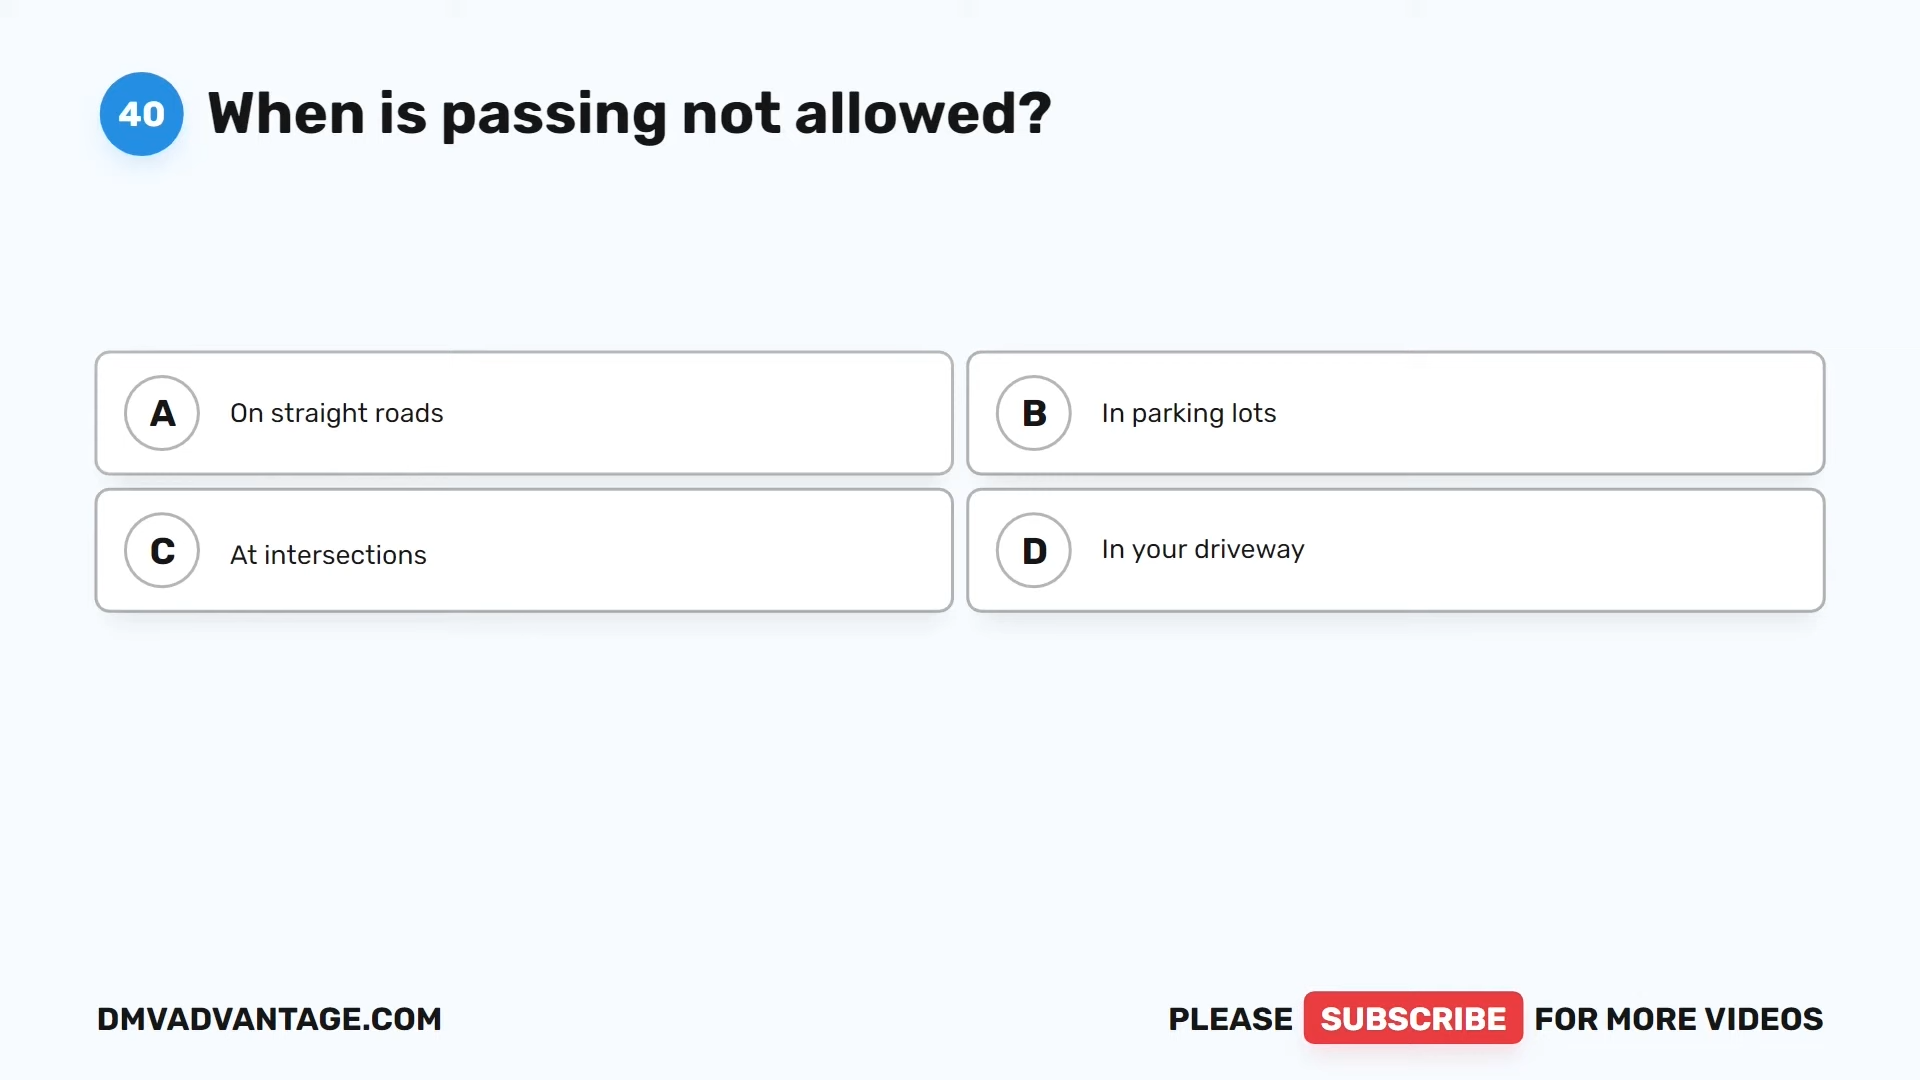 40 When is passing not allowed?
A On straight roads
B In parking lots
C At intersections
D In your driveway
DMVADVANTAGE.COM
PLEASE SUBSCRIBE FOR MORE VIDEOS